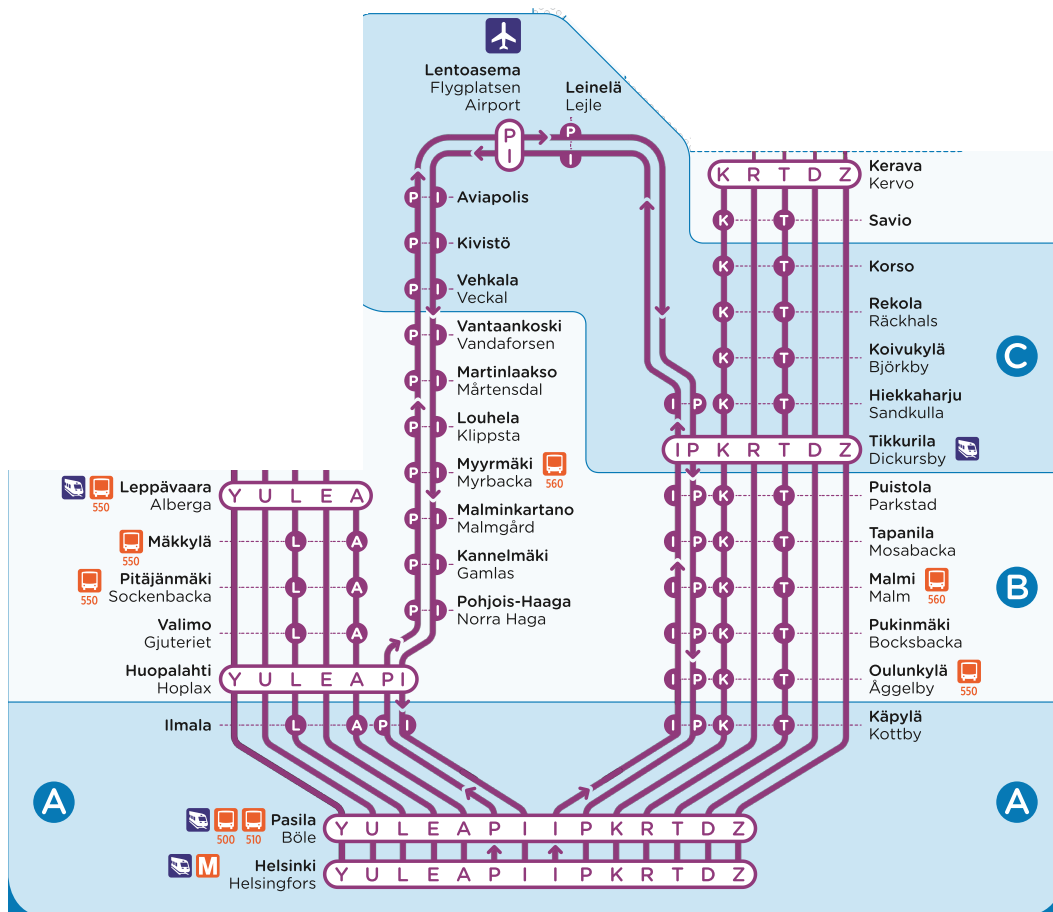 Lentoasema
Flygplatsen
Airport
Leinelä
Lejle
P P
I I
K R T D Z Kerava
Kervo
P I Aviapolis
K T Savio
P I Kivistö
K T Korso
P I Vehkala
Veckal
K T Rekola
Räckhals
P I Vantaankoski
Vandaforsen
K T Koivukylä
Björkby
C
P I Martinlaakso
Mårtensdal
I P K T Hiekkaharju
Sandkulla
P I Louhela
Klippsta
I P K R T D Z Tikkurila
Dickursby
P I Myyrmäki
Myrbacka
560
550
Leppävaara
Alberga
Y U L E A
I P K T Puistola
Parkstad
P I Malminkartano
Malmgård
550
Mäkkylä
L A
I P K T Tapanila
Mosabacka
P I Kannelmäki
Gamlas
550
Pitäjänmäki
Sockenbacka
L A
I P K T Malmi
Malm
560
B
P I Pohjois-Haaga
Norra Haga
Valimo
Gjuteriet
L A
I P K T Pukinmäki
Bocksbacka
Huopalahti
Hoplax
Y U L E A P I
I P K T Oulunkylä
Åggelby
550
Ilmala
L A P I
I P K T Käpylä
Kottby
A
A
500 510
Pasila
Böle
Y U L E A P I I P K R T D Z
M
Helsinki
Helsingfors
Y U L E A P I I P K R T D Z